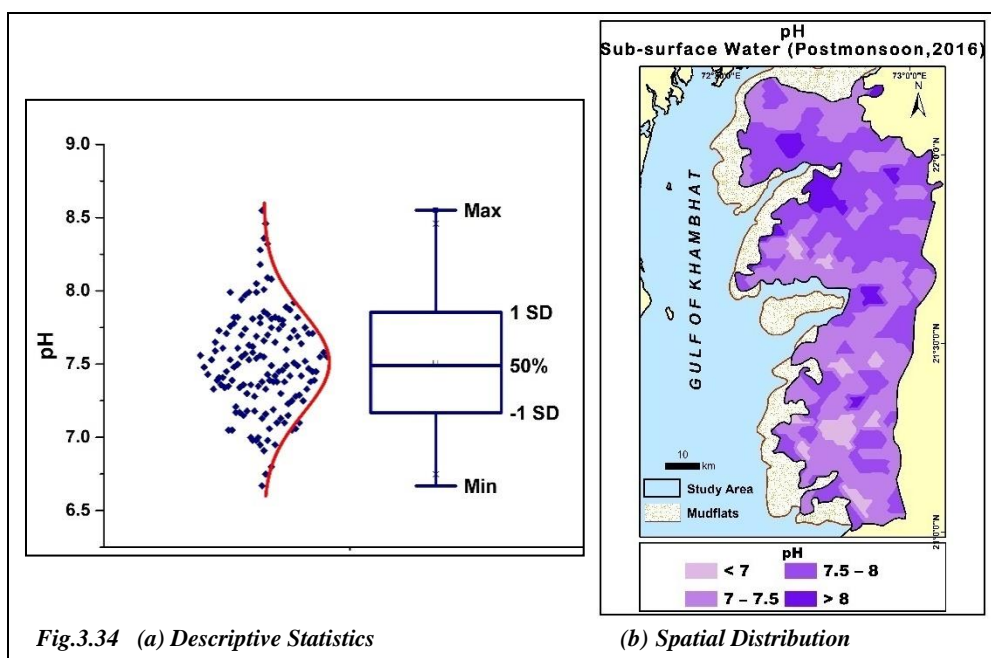 9.0
8.5
8.0
7.5
7.0
6.5
pH
Max
1 SD
50%
-1 SD
Min
pH
Sub-surface Water (Postmonsoon,2016)
73°0'0"E
N
22°0'0"N
21°30'0"N
21°0'0"N
GULF OF KHAMBHAT
10
km
Study Area
Mudflats
pH
< 7
7.5 – 8
7 – 7.5
> 8
Fig.3.34 (a) Descriptive Statistics
(b) Spatial Distribution